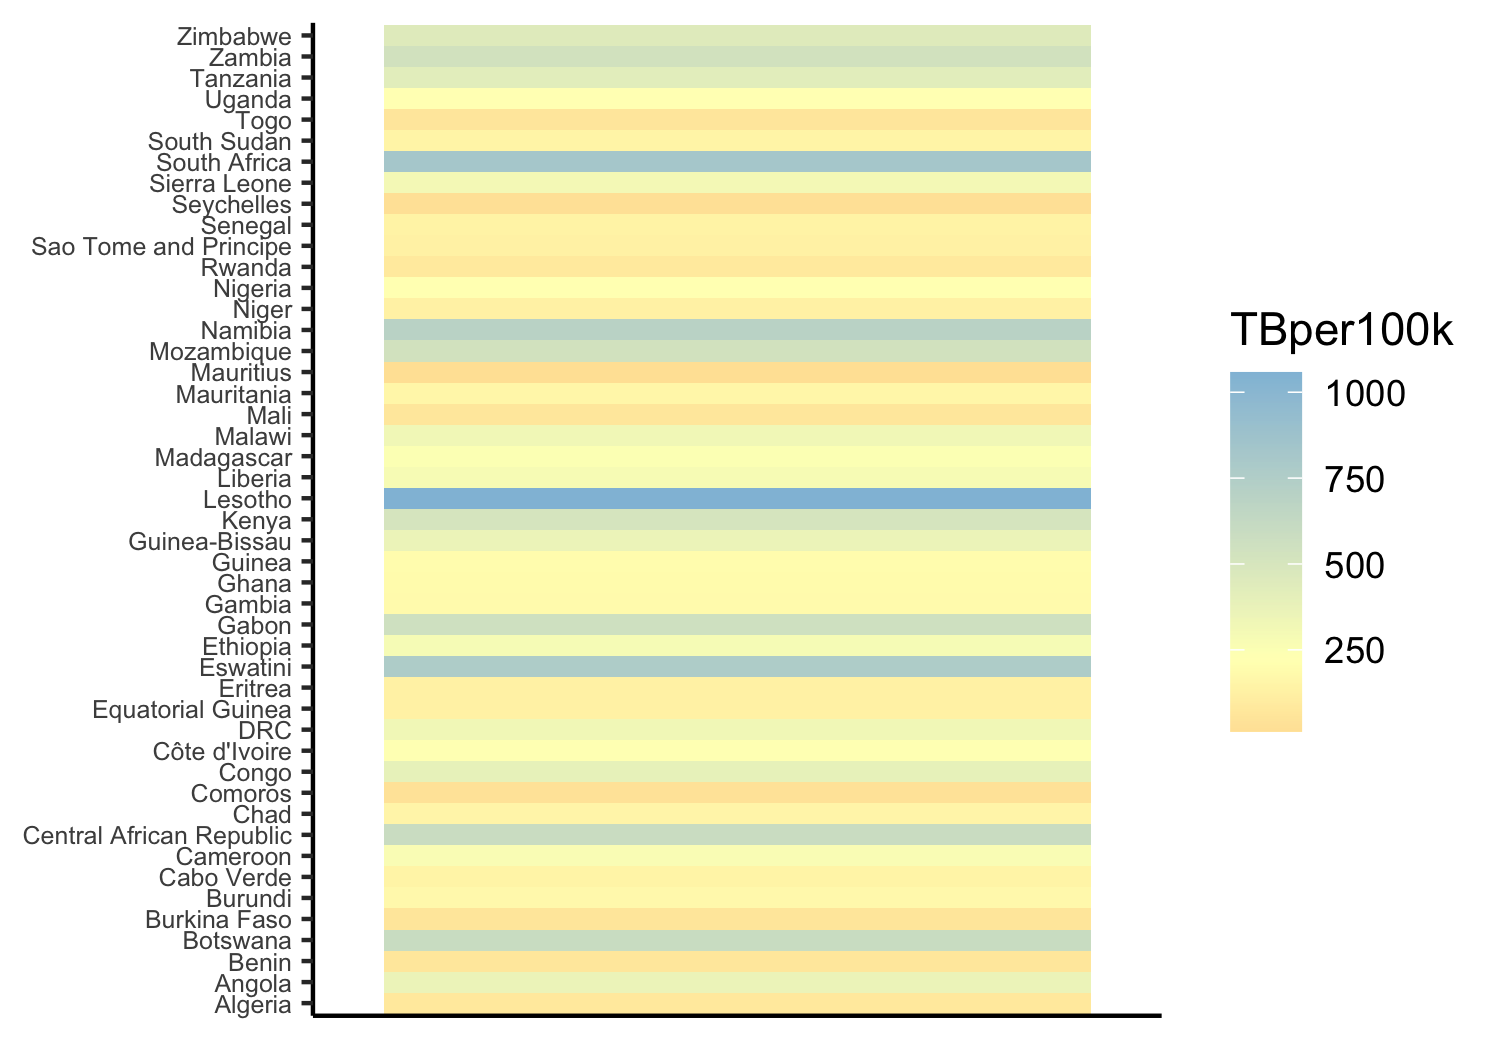 Zimbabwe
Zambia
Tanzania
Uganda
Togo
South Sudan
South Africa
Sierra Leone
Seychelles
Senegal
Sao Tome and Principe
Rwanda
Nigeria
Niger
Namibia
Mozambique
Mauritius
Mauritania
Mali
Malawi
Madagascar
Liberia
Lesotho
Kenya
Guinea-Bissau
Guinea
Ghana
Gambia
Gabon
Ethiopia
Eswatini
Eritrea
Equatorial Guinea
DRC
Côte d'Ivoire
Congo
Comoros
Chad
Central African Republic
Cameroon
Cabo Verde
Burundi
Burkina Faso
Botswana
Benin
Angola
Algeria
TBper100k
1000
750
500
250